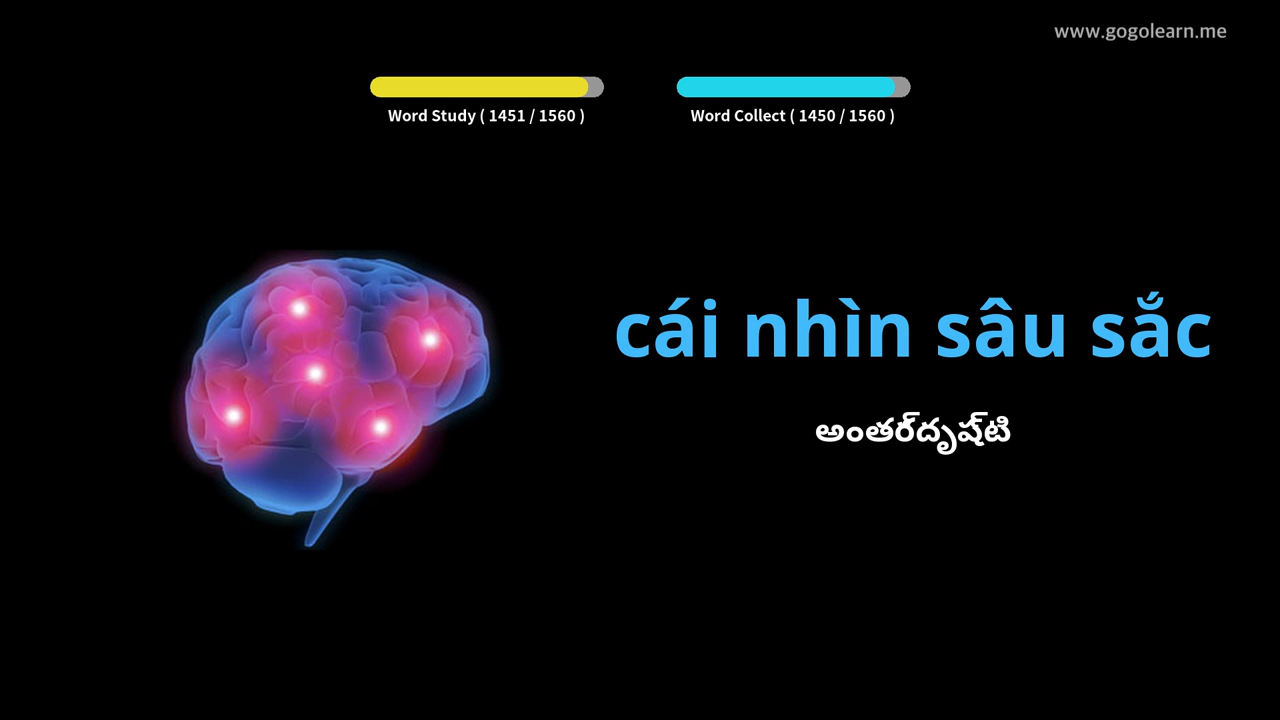 www.gogolearn.me
Word Study ( 1451 / 1560 )
Word Collect ( 1450 / 1560 )
cái nhìn sâu sắc
అంతర్‌దృష్‌టి